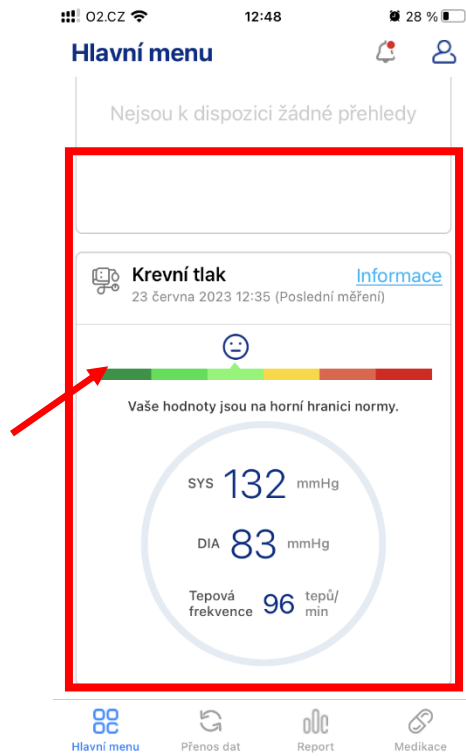 O2.CZ 12:48 28 %
Hlavní menu
Nejsou k dispozici žádné přehledy
Krevní tlak Informace
23 června 2023 12:35 (Poslední měření)
Vaše hodnoty jsou na horní hranici normy.
SYS 132 mmHg
DIA 83 mmHg
Tepová tepů/
frekvence 96 min
Hlavní menu Přenos dat Report Medikace